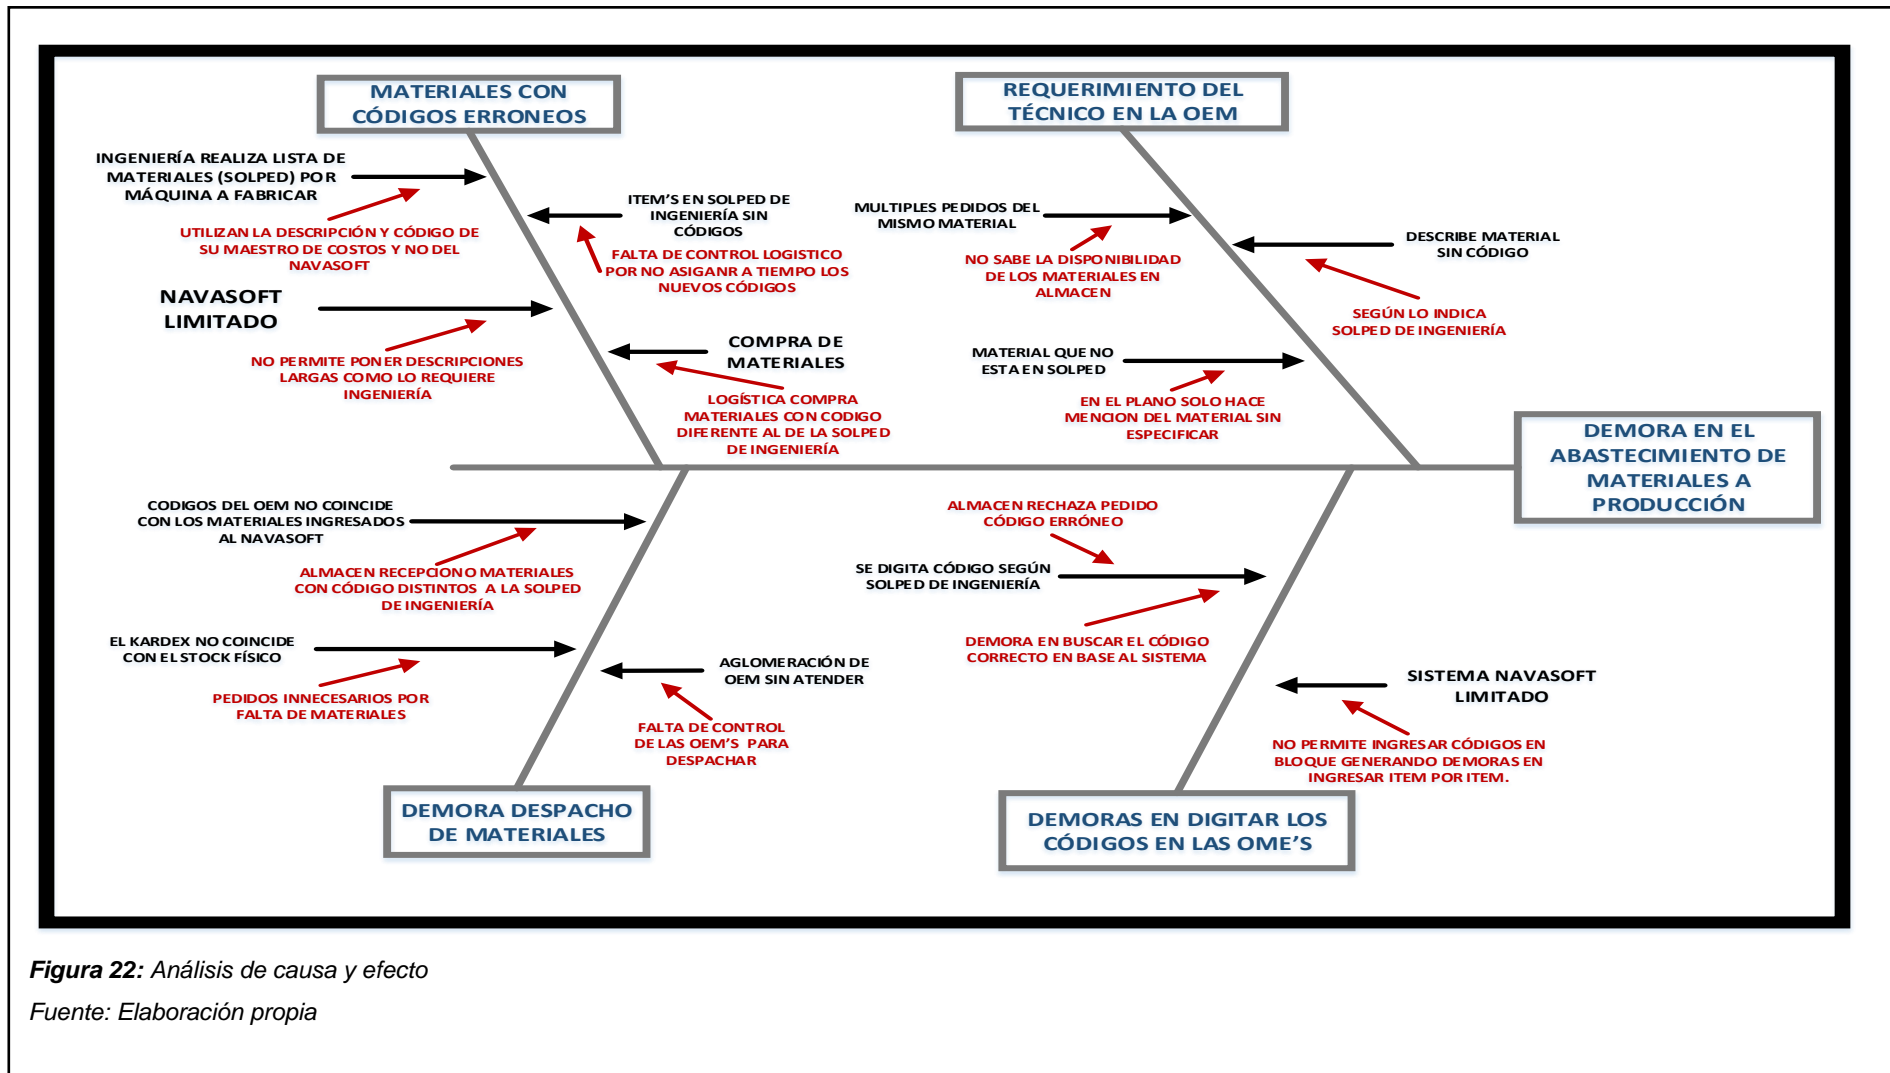 MATERIALES CON
CÓDIGOS ERRONEOS
INGENIERÍA REALIZA LISTA DE
MATERIALES (SOLPED) POR
MÁQUINA A FABRICAR
UTILIZAN LA DESCRIPCIÓN Y CÓDIGO DE
SU MAESTRO DE COSTOS Y NO DEL
NAVASOFT
ITEM'S EN SOLPED DE
INGENIERÍA SIN
CÓDIGOS
FALTA DE CONTROL LOGISTICO
POR NO ASIGANR A TIEMPO LOS
NUEVOS CÓDIGOS
NAVASOFT
LIMITADO
NO PERMITE PONER DESCRIPCIONES
LARGAS COMO LO REQUIERE
INGENIERÍA
COMPRA DE
MATERIALES
LOGÍSTICA COMPRA
MATERIALES CON CODIGO
DIFERENTE AL DE LA SOLPED
DE INGENIERÍA
REQUERIMIENTO DEL
TÉCNICO EN LA OEM
MULTIPLES PEDIDOS DEL
MISMO MATERIAL
NO SABE LA DISPONIBILIDAD
DE LOS MATERIALES EN
ALMACEN
DESCRIBE MATERIAL
SIN CÓDIGO
SEGÚN LO INDICA
SOLPED DE INGENIERÍA
MATERIAL QUE NO
ESTA EN SOLPED
EN EL PLANO SOLO HACE
MENCION DEL MATERIAL SIN
ESPECIFICAR
DEMORA EN EL
ABASTECIMIENTO DE
MATERIALES A
PRODUCCIÓN
CODIGOS DEL OEM NO COINCIDE
CON LOS MATERIALES INGRESADOS
AL NAVASOFT
ALMACEN RECEPCIONO MATERIALES
CON CÓDIGO DISTINTOS A LA SOLPED
DE INGENIERÍA
EL KARDEX NO COINCIDE
CON EL STOCK FÍSICO
PEDIDOS INNECESARIOS POR
FALTA DE MATERIALES
AGLOMERACIÓN DE
OEM SIN ATENDER
FALTA DE CONTROL
DE LAS OEM'S PARA
DESPACHAR
DEMORA DESPACHO
DE MATERIALES
ALMACEN RECHAZA PEDIDO
CÓDIGO ERRÓNEO
SE DIGITA CÓDIGO SEGÚN
SOLPED DE INGENIERÍA
DEMORA EN BUSCAR EL CÓDIGO
CORRECTO EN BASE AL SISTEMA
SISTEMA NAVASOFT
LIMITADO
NO PERMITE INGRESAR CÓDIGOS EN
BLOQUE GENERANDO DEMORAS EN
INGRESAR ITEM POR ITEM.
DEMORAS EN DIGITAR LOS
CÓDIGOS EN LAS OME'S
Figura 22: Análisis de causa y efecto
Fuente: Elaboración propia